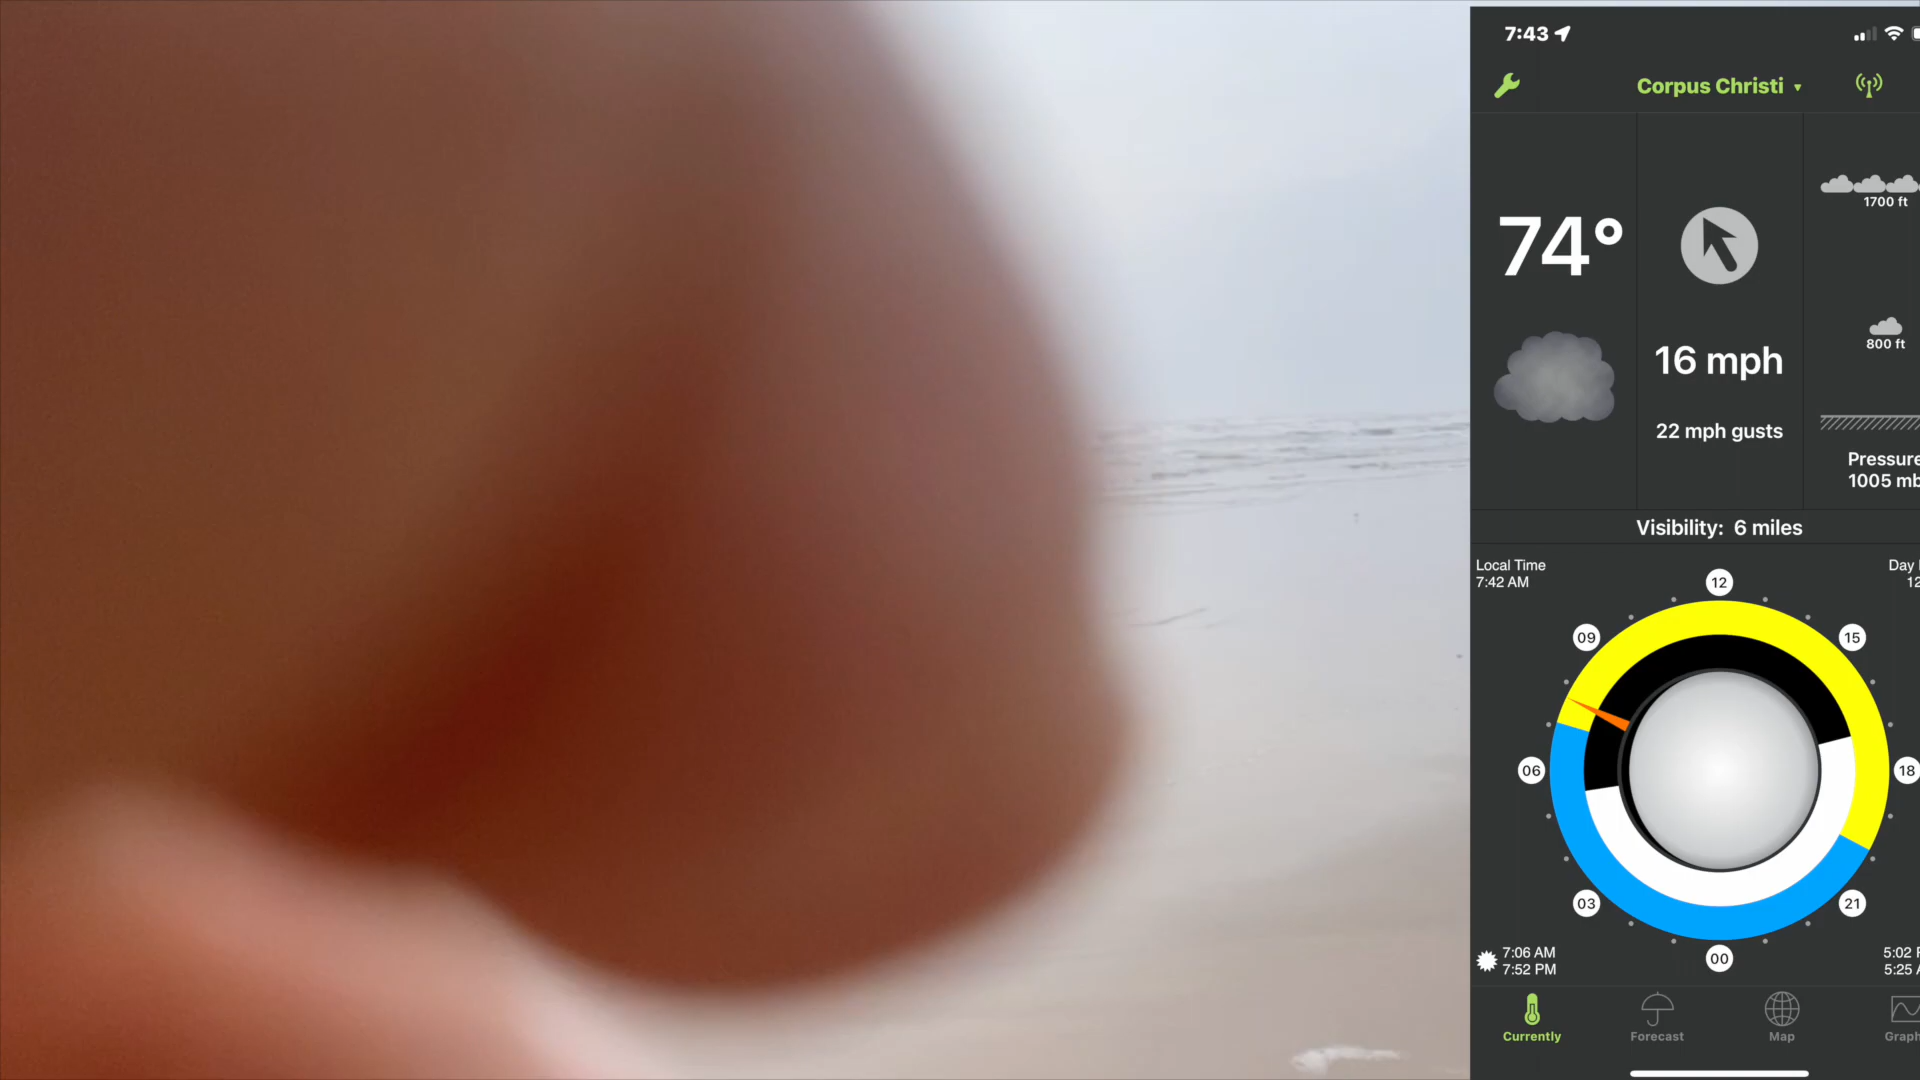 7:43
Corpus Christi
74°
16 mph
22 mph gusts
1700 ft
800 ft
Pressure
1005 mb
Visibility: 6 miles
Local Time
7:42 AM
Day
12
12
09
15
06
18
03
21
00
7:06 AM
7:52 PM
5:02
5:25
Currently
Forecast
Map
Graph